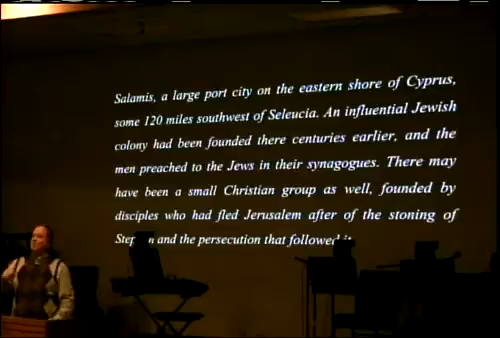 Salamis, a large port city on the eastern shore of Cyprus,
some 120 miles southwest of Seleucia. An influential Jewish
colony had been founded there centuries earlier, and the
men preached to the Jews in their synagogues. There may
have been a small Christian group as well, founded by
disciples who had fled Jerusalem after of the stoning of
and the persecution that followed